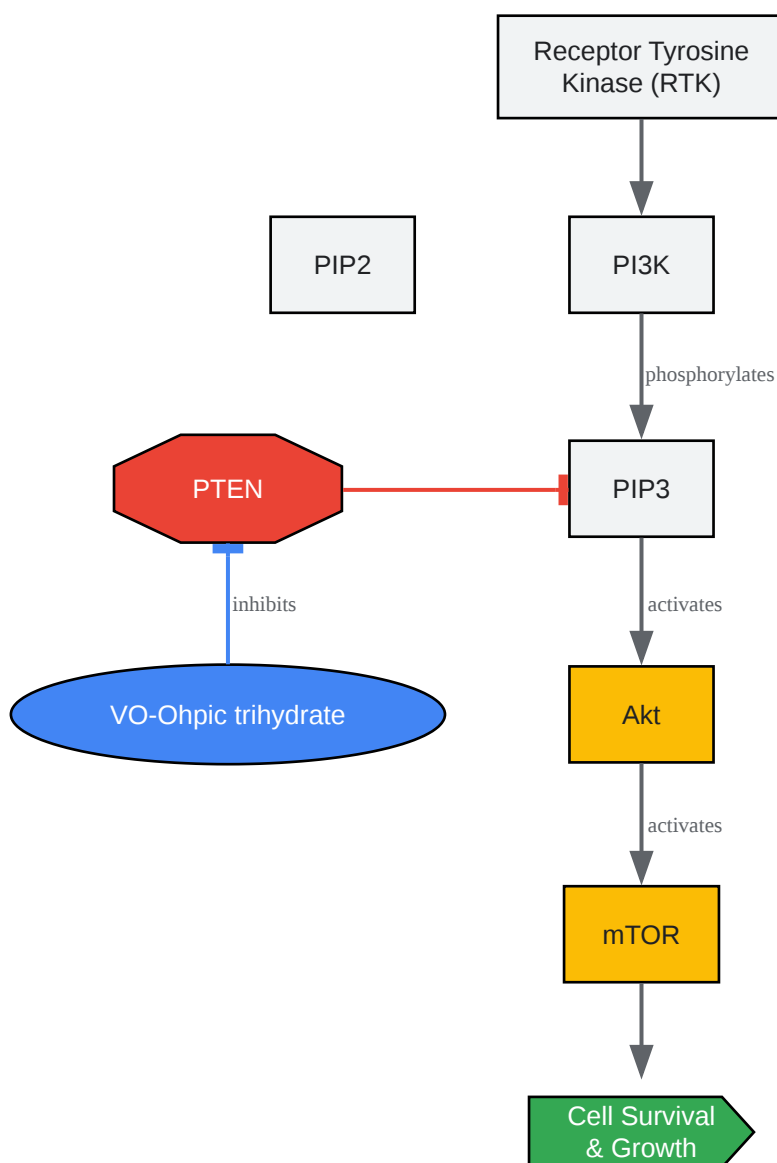 Receptor Tyrosine
Kinase (RTK)
PIP2
PI3K
phosphorylates
PTEN
PIP3
inhibits
activates
VO-Ohpic trihydrate
Akt
activates
mTOR
Cell Survival
& Growth